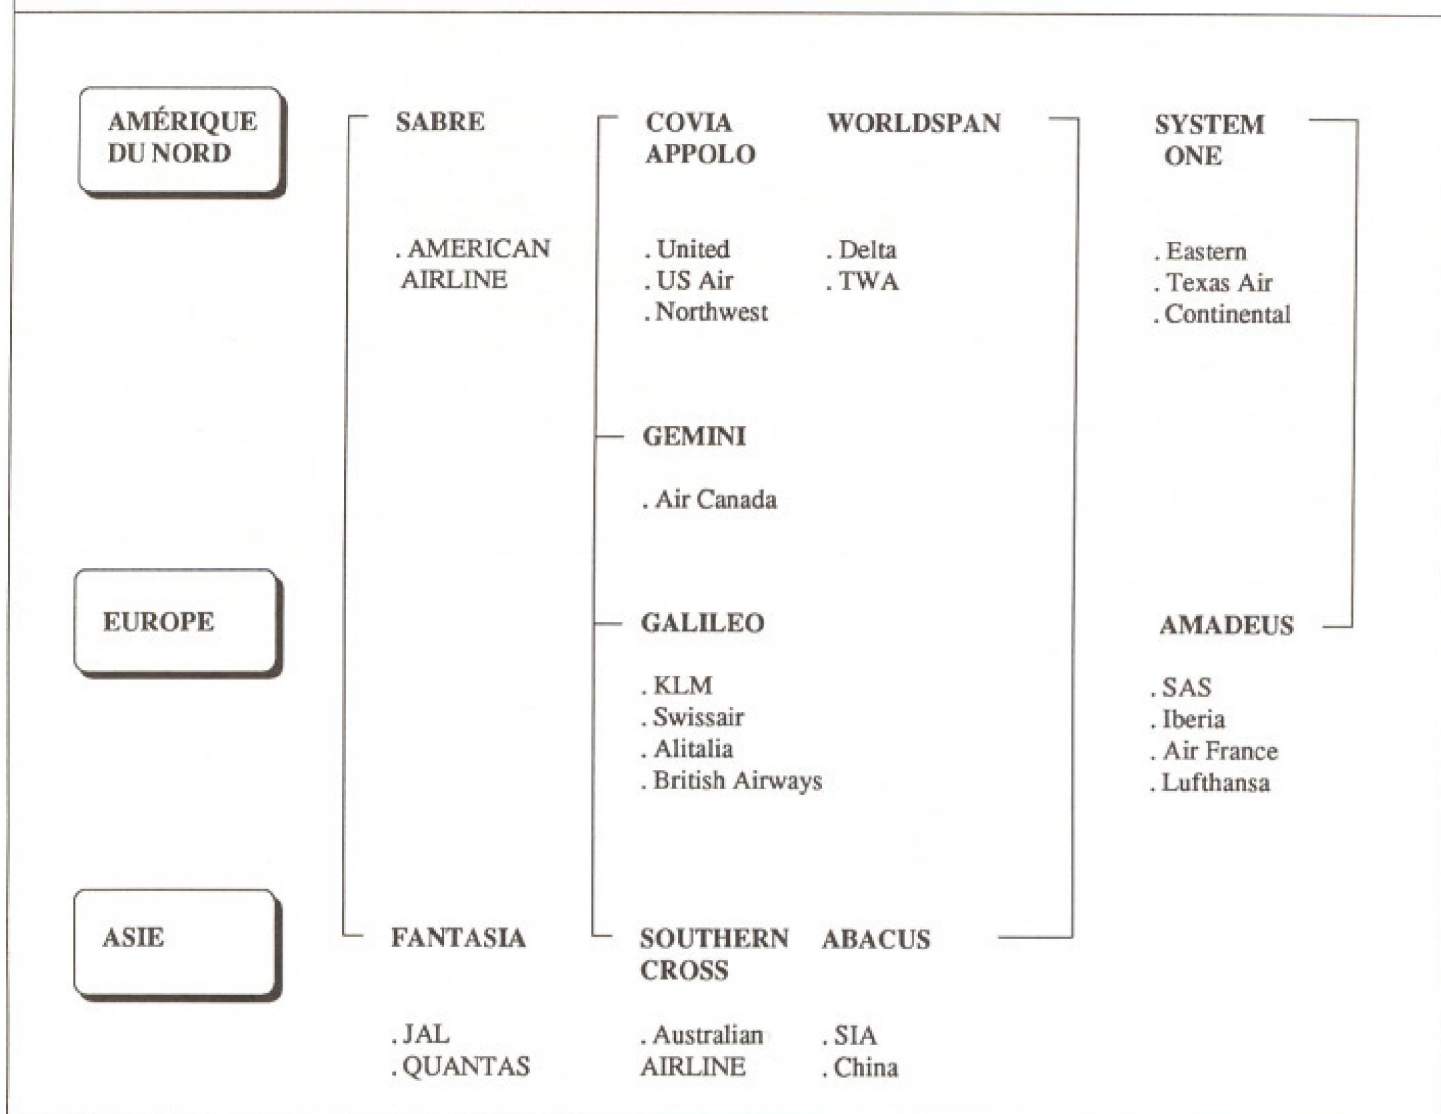 AMÉRIQUE
DU NORD
SABRE
COVIA
APPOLO
WORLDSPAN
SYSTEM
ONE
. AMERICAN
AIRLINE
. United
. US Air
. Northwest
. Delta
. TWA
. Eastern
. Texas Air
. Continental
GEMINI
. Air Canada
EUROPE
GALILEO
AMADEUS
. KLM
. Swissair
. Alitalia
. British Airways
. SAS
. Iberia
. Air France
. Lufthansa
ASIE
FANTASIA
SOUTHERN
CROSS
ABACUS
. JAL
. QUANTAS
. Australian
AIRLINE
. SIA
. China